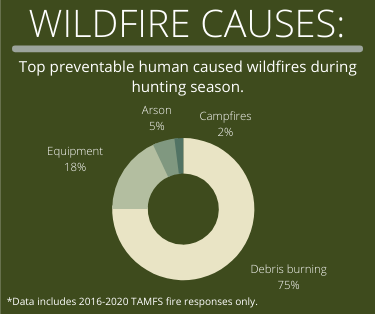 WILDFIRE CAUSES:
Top preventable human caused wildfires during
hunting season.
Arson
5%
Campfires
2%
Equipment
18%
Debris burning
75%
*Data includes 2016-2020 TAMFS fire responses only.